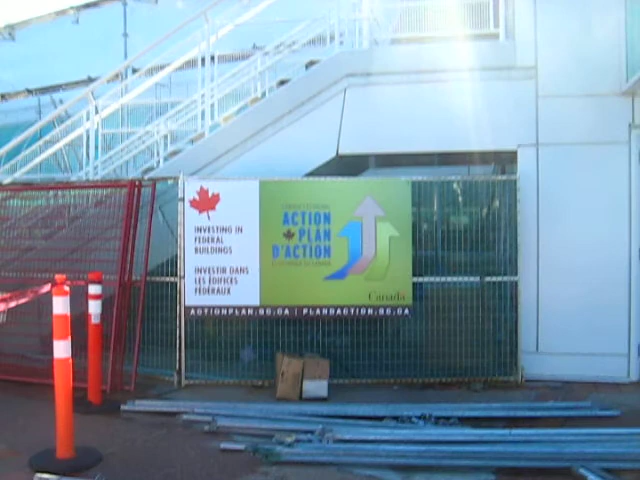 INVESTING IN
FEDERAL
BUILDINGS
INVESTIR DANS
LES ÉDIFICES
FÉDÉRAUX
ACTION
PLAN
D'ACTION
Canada
ACTIONPLAN.GC.CA | PLANDACTION.GC.CA